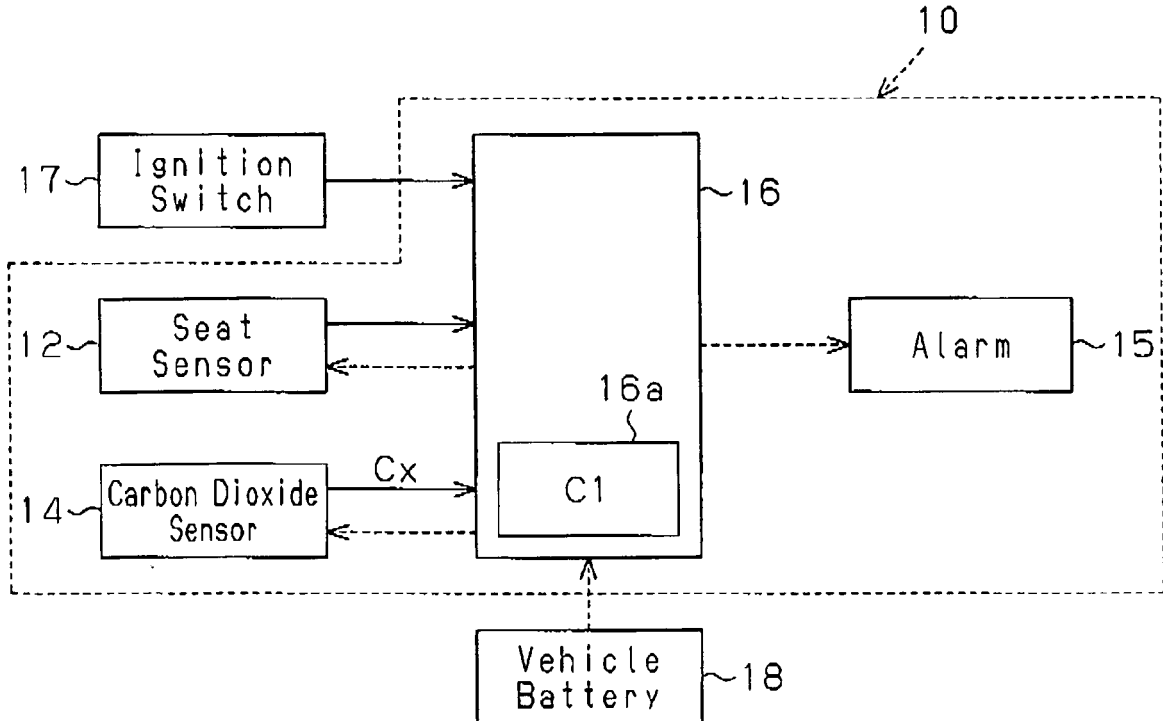 10
17
Ignition
Switch
16
12
Seat
Sensor
Alarm
15
16a
14
Carbon Dioxide
Sensor
Cx
C1
Vehicle
Battery
18